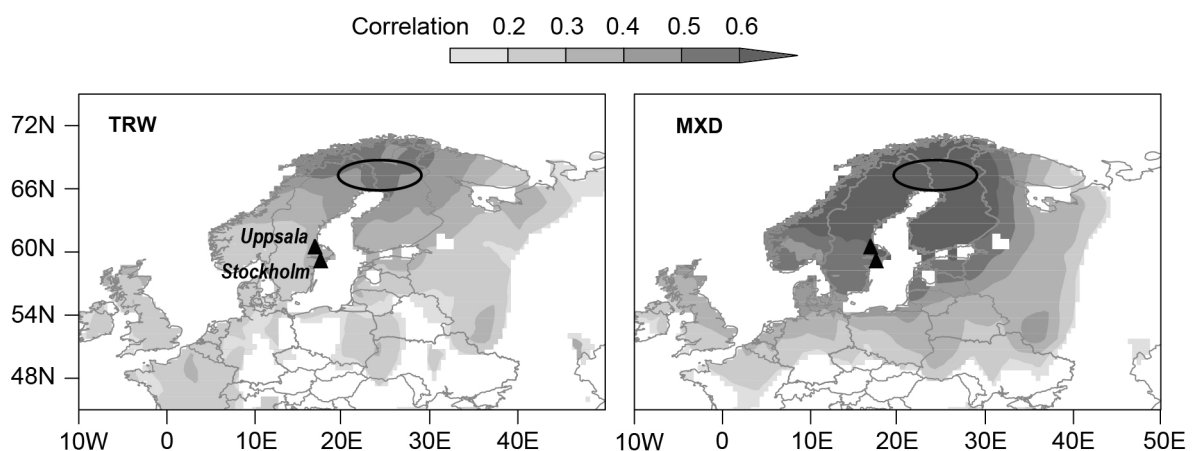 Correlation 0.2 0.3 0.4 0.5 0.6
TRW
MXD
72N
66N
60N
54N
48N
Uppsala
Stockholm
10W 0 10E 20E 30E 40E
10W 0 10E 20E 30E 40E 50E